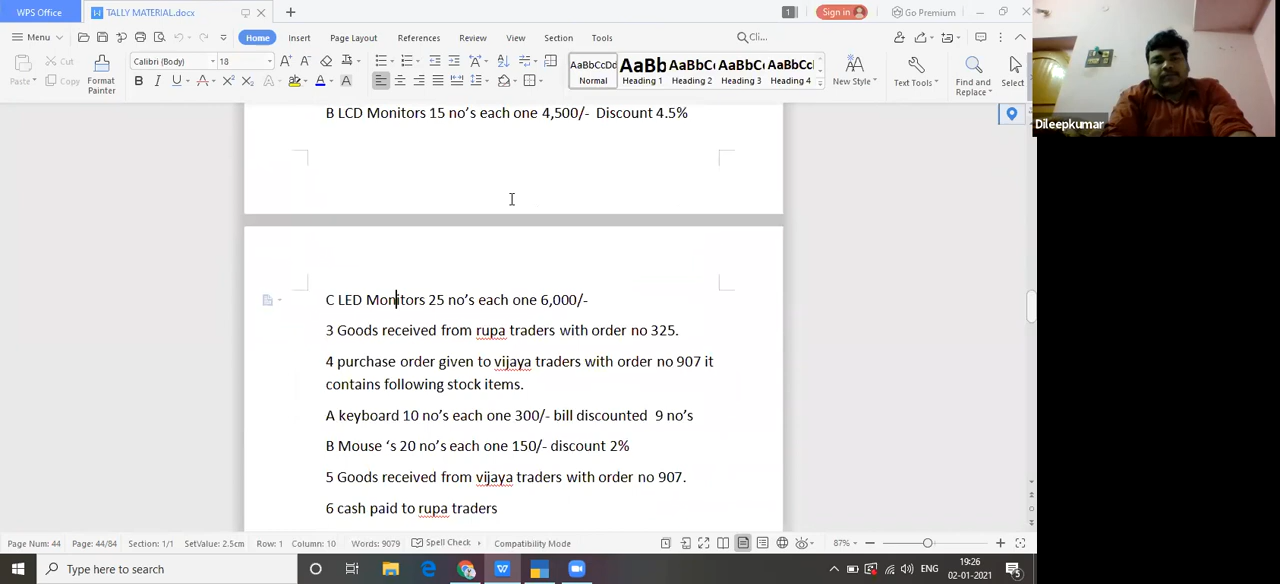 WPS Office
TALLY MATERIAL.docx
1
Sign in
Go Premium
Menu
Home
Insert
Page Layout
References
Review
View
Section
Tools
Cli...
Paste
Cut
Copy
Format
Painter
Calibri (Body)
18
B I U
AaBbCcDd
Normal
AaBb
Heading 1
AaBbC
Heading 2
AaBbC
Heading 3
AaBbCcI
Heading 4
New Style
Text Tools
Find and
Replace
Select
Dileepkumar
B LCD Monitors 15 no's each one 4,500/- Discount 4.5%
C LED Monitors 25 no's each one 6,000/-
3 Goods received from rupa traders with order no 325.
4 purchase order given to vijaya traders with order no 907 it
contains following stock items.
A keyboard 10 no's each one 300/- bill discounted 9 no's
B Mouse 's 20 no's each one 150/- discount 2%
5 Goods received from vijaya traders with order no 907.
6 cash paid to rupa traders
Page Num: 44
Page: 44/84
Section: 1/1
SetValue: 2.5cm
Row: 1
Column: 10
Words: 9079
Spell Check
Compatibility Mode
87%
Type here to search
ENG
19:26
02-01-2021
5